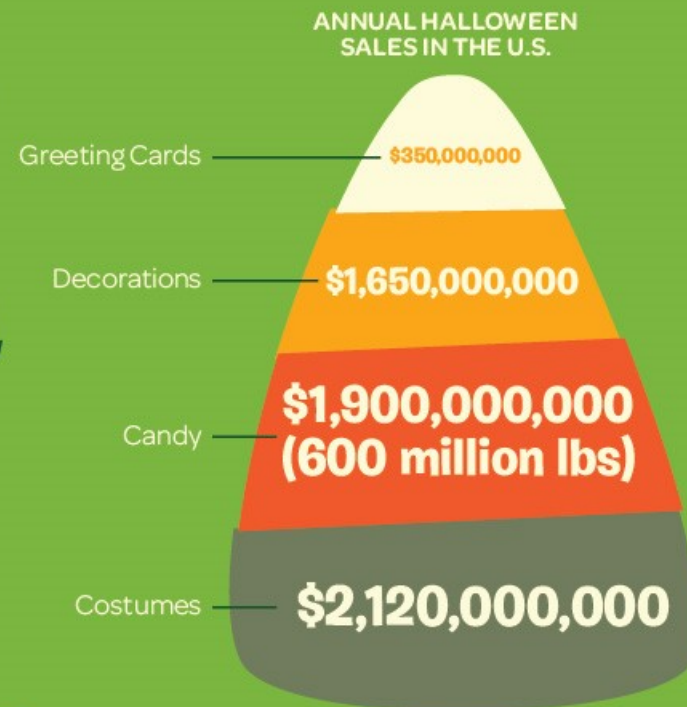 ANNUAL HALLOWEEN
SALES IN THE U.S.
Greeting Cards
$350,000,000
Decorations
$1,650,000,000
Candy
$1,900,000,000
(600 million lbs)
Costumes
$2,120,000,000